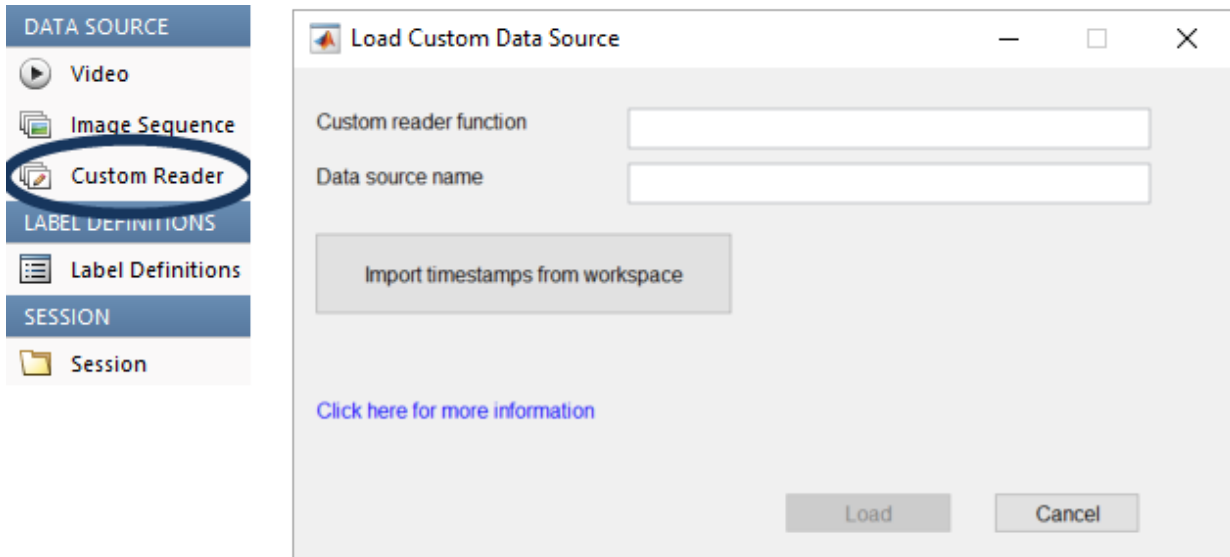 DATA SOURCE
Video
Image Sequence
Custom Reader
LABEL DEFINITIONS
Label Definitions
SESSION
Session
Load Custom Data Source
Custom reader function
Data source name
Import timestamps from workspace
Click here for more information
Load
Cancel